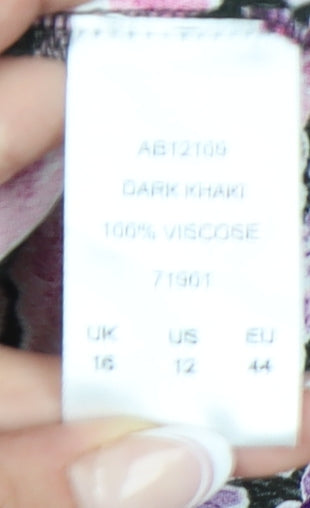 AB12109
DARK KHAKI
100% VISCOSE
71901
UK US EU
16 12 44